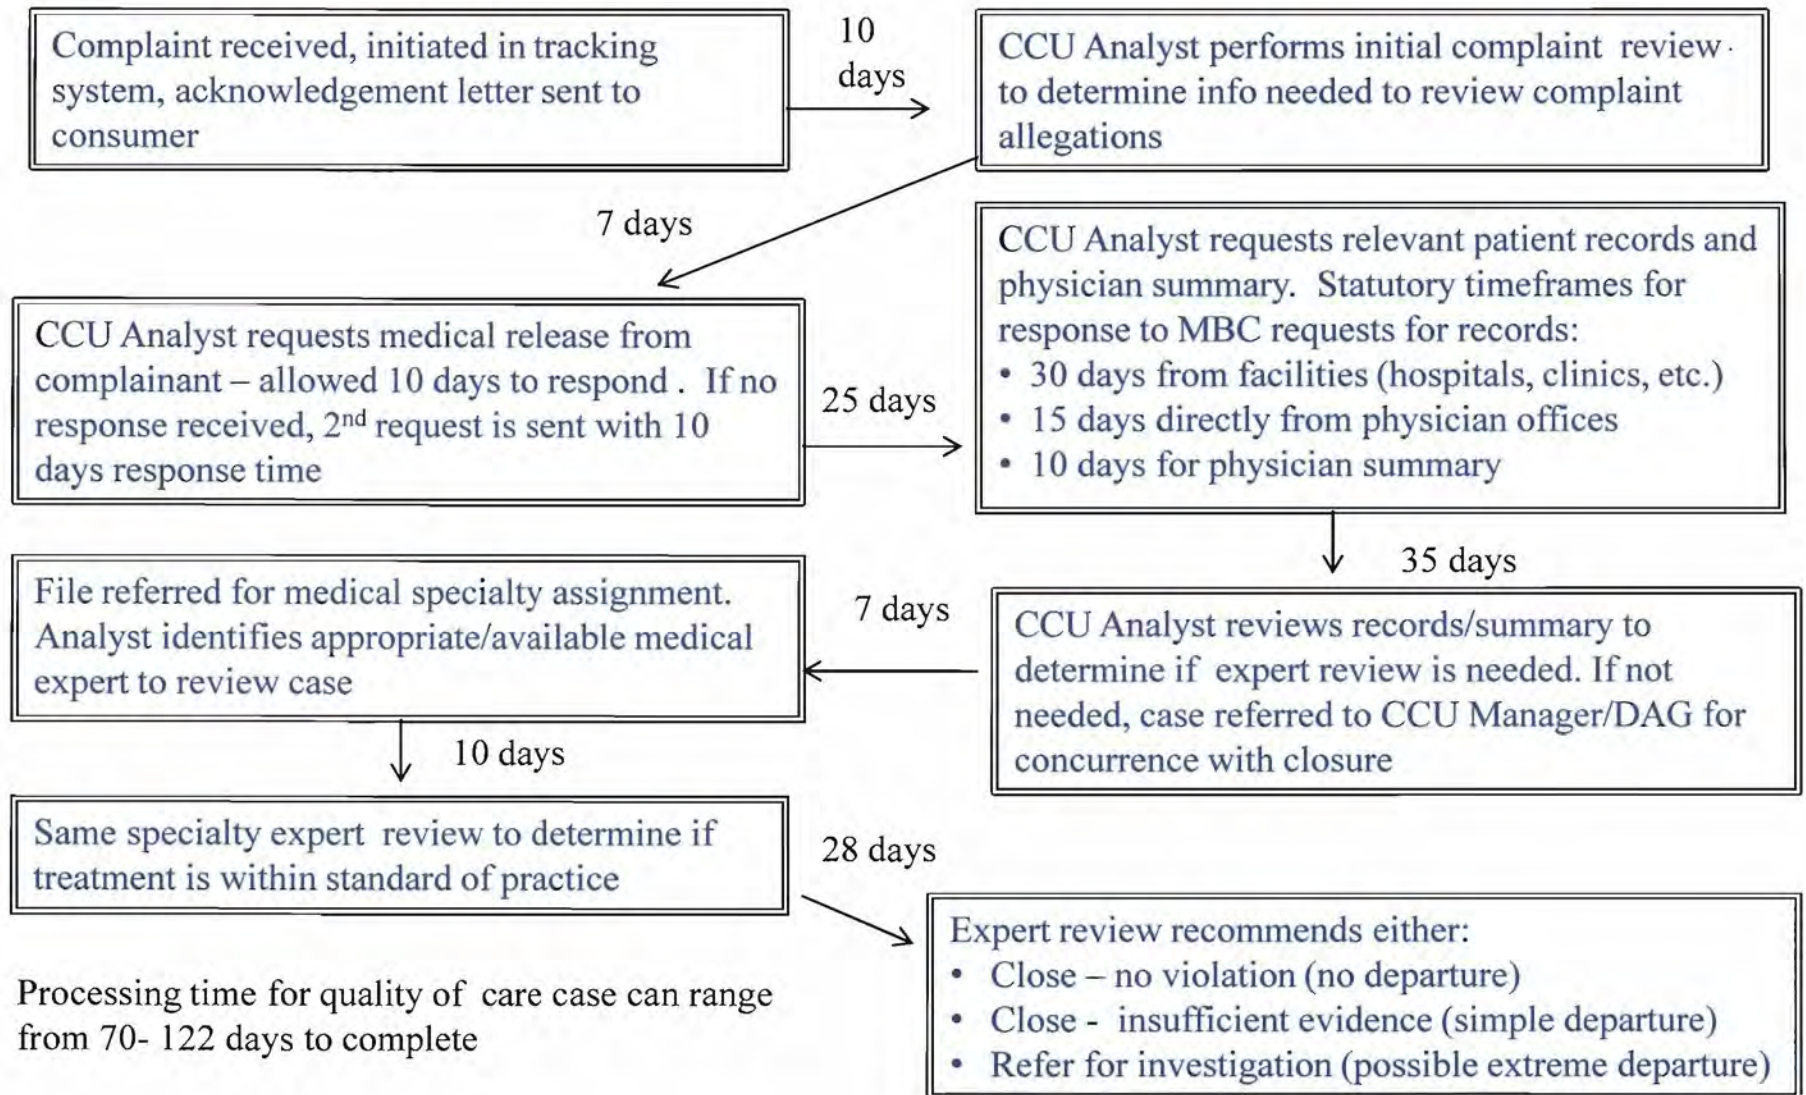 Complaint received, initiated in tracking
system, acknowledgement letter sent to
consumer
10
days
CCU Analyst performs initial complaint review
to determine info needed to review complaint
allegations
7 days
CCU Analyst requests medical release from
complainant – allowed 10 days to respond . If no
response received, 2nd request is sent with 10
days response time
25 days
CCU Analyst requests relevant patient records and
physician summary. Statutory timeframes for
response to MBC requests for records:
• 30 days from facilities (hospitals, clinics, etc.)
• 15 days directly from physician offices
• 10 days for physician summary
35 days
CCU Analyst reviews records/summary to
determine if expert review is needed. If not
needed, case referred to CCU Manager/DAG for
concurrence with closure
7 days
File referred for medical specialty assignment.
Analyst identifies appropriate/available medical
expert to review case
10 days
Same specialty expert review to determine if
treatment is within standard of practice
28 days
Expert review recommends either:
• Close – no violation (no departure)
• Close - insufficient evidence (simple departure)
• Refer for investigation (possible extreme departure)
Processing time for quality of care case can range
from 70- 122 days to complete